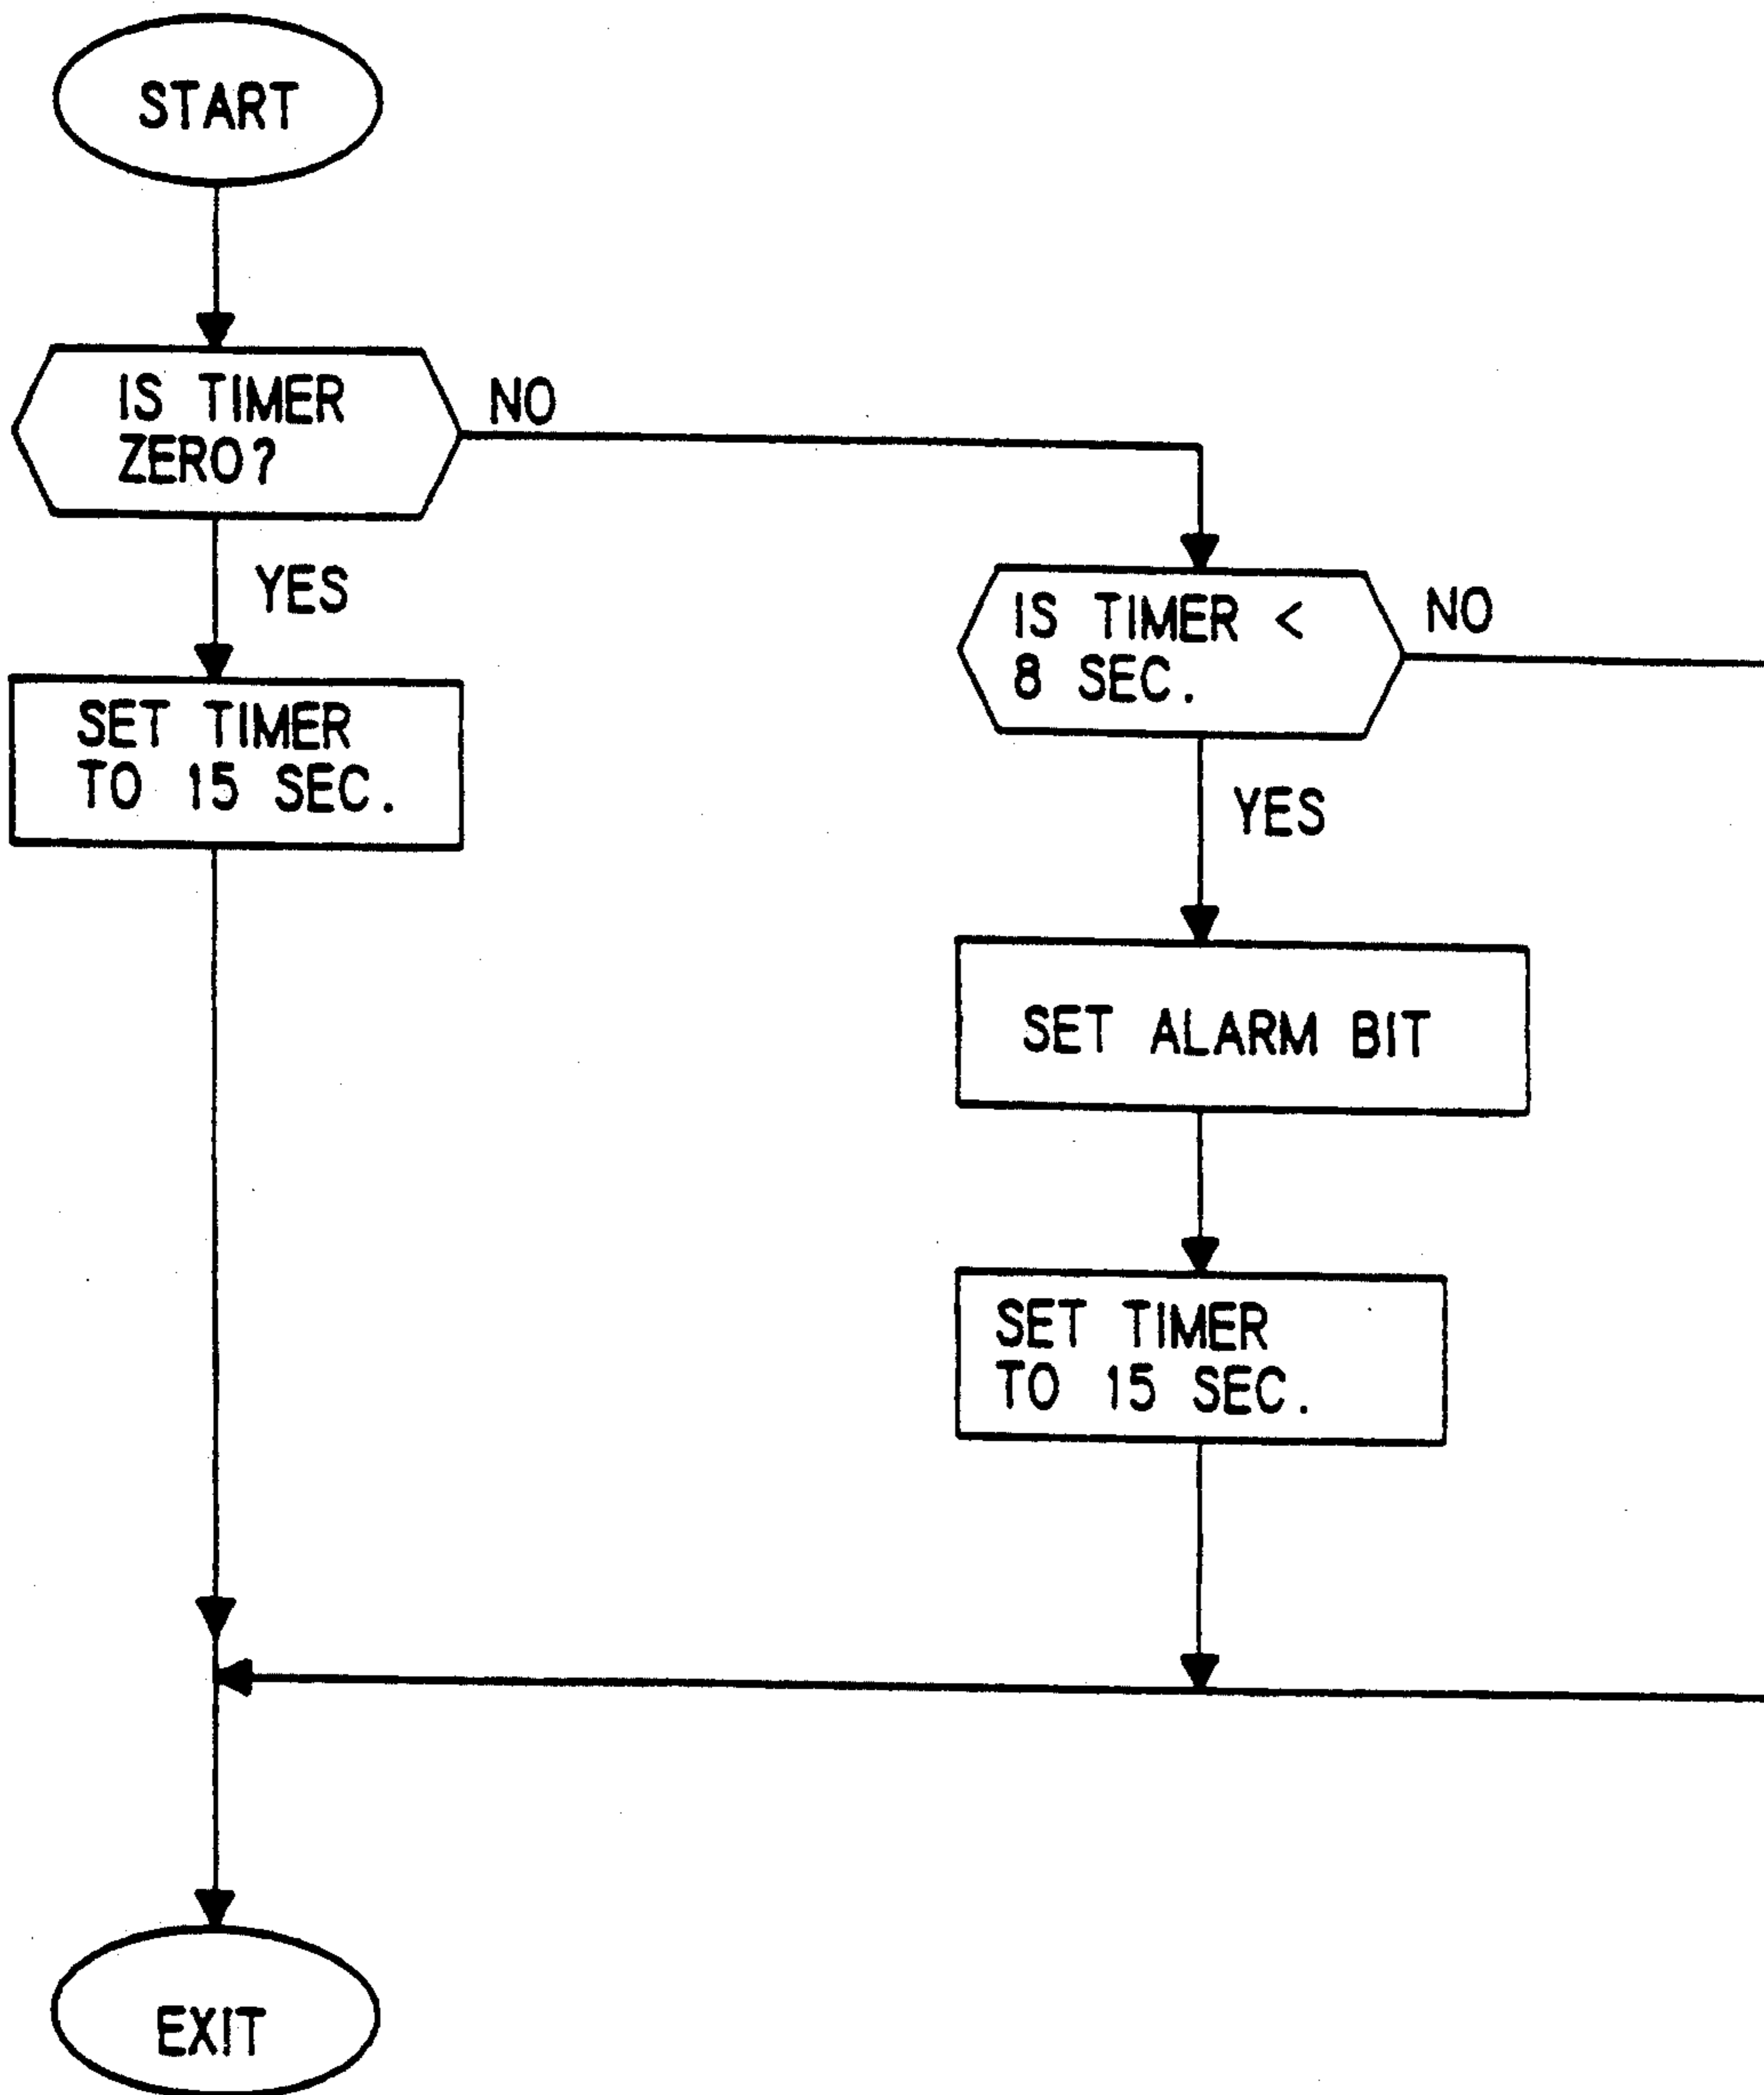 START
IS TIMER
ZERO?
NO
YES
SET TIMER
TO 15 SEC.
IS TIMER <
8 SEC.
NO
YES
SET ALARM BIT
SET TIMER
TO 15 SEC.
EXIT